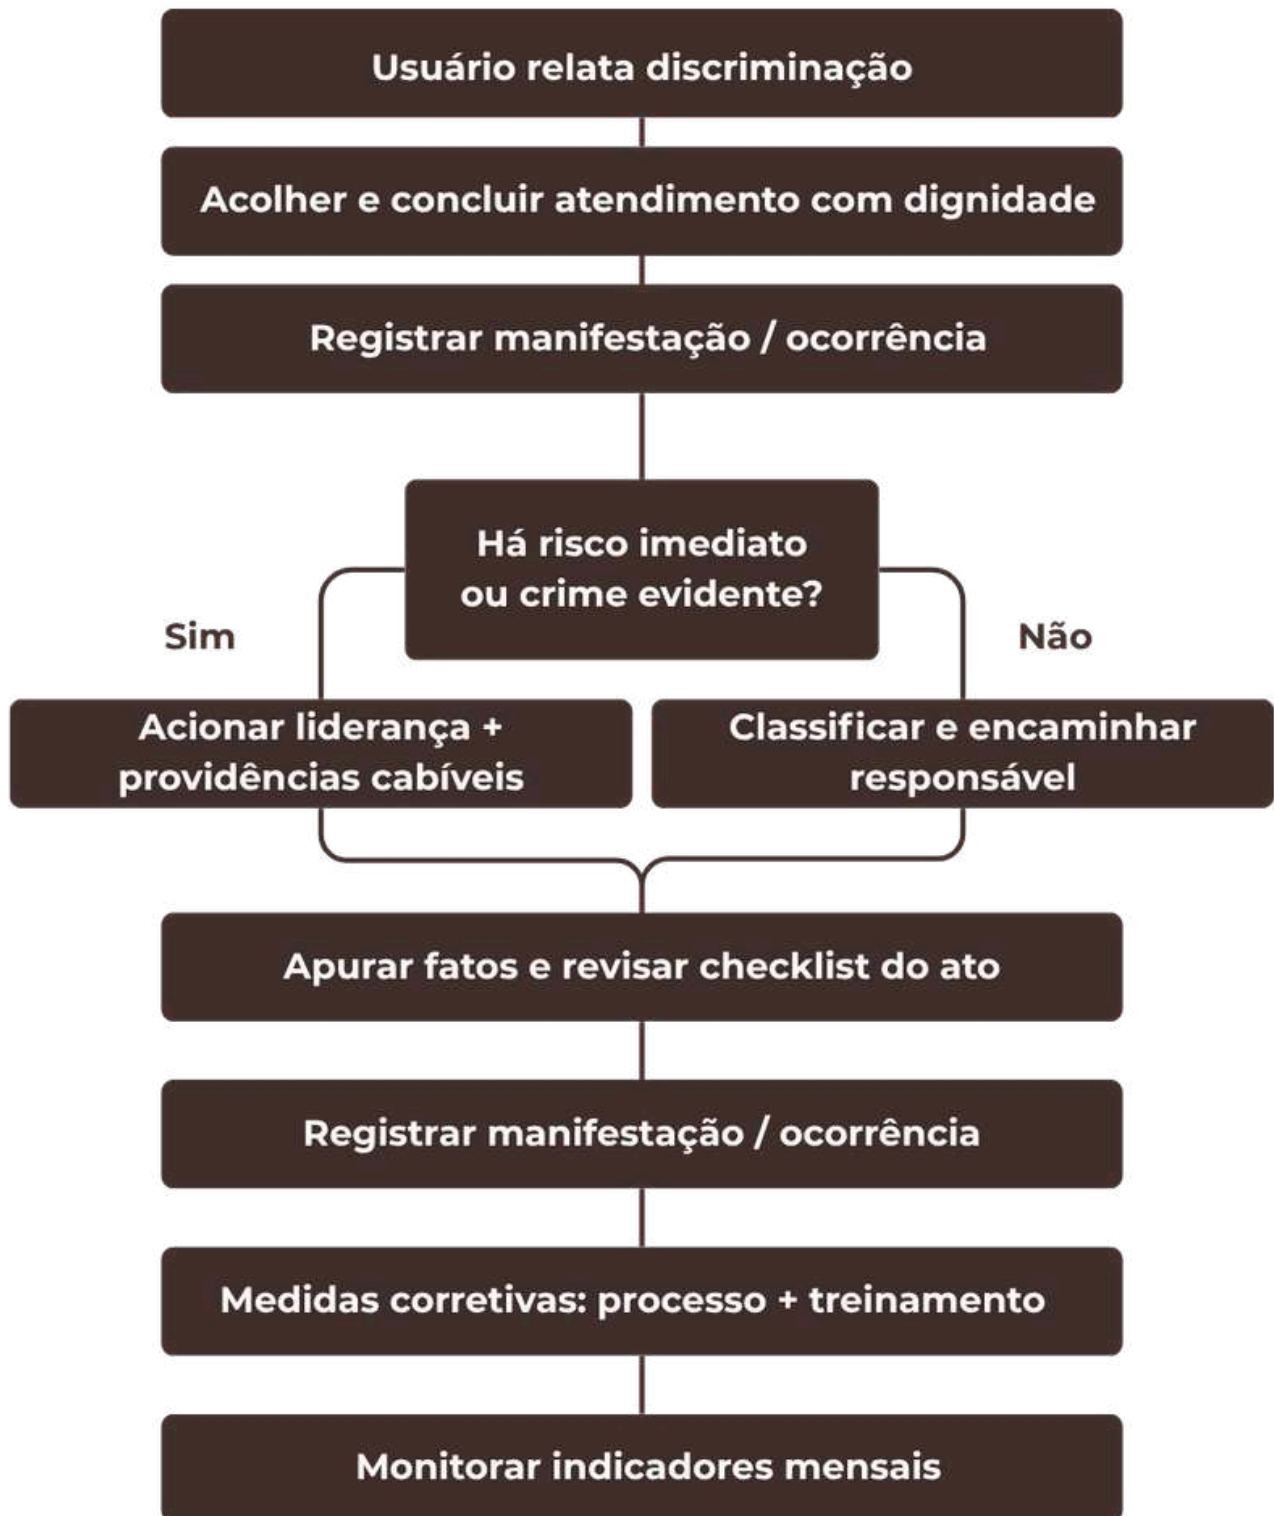 Usuário relata discriminação
Acolher e concluir atendimento com dignidade
Registrar manifestação / ocorrência
Há risco imediato
ou crime evidente?
Sim
Não
Acionar liderança +
providências cabíveis
Classificar e encaminhar
responsável
Apurar fatos e revisar checklist do ato
Registrar manifestação / ocorrência
Medidas corretivas: processo + treinamento
Monitorar indicadores mensais